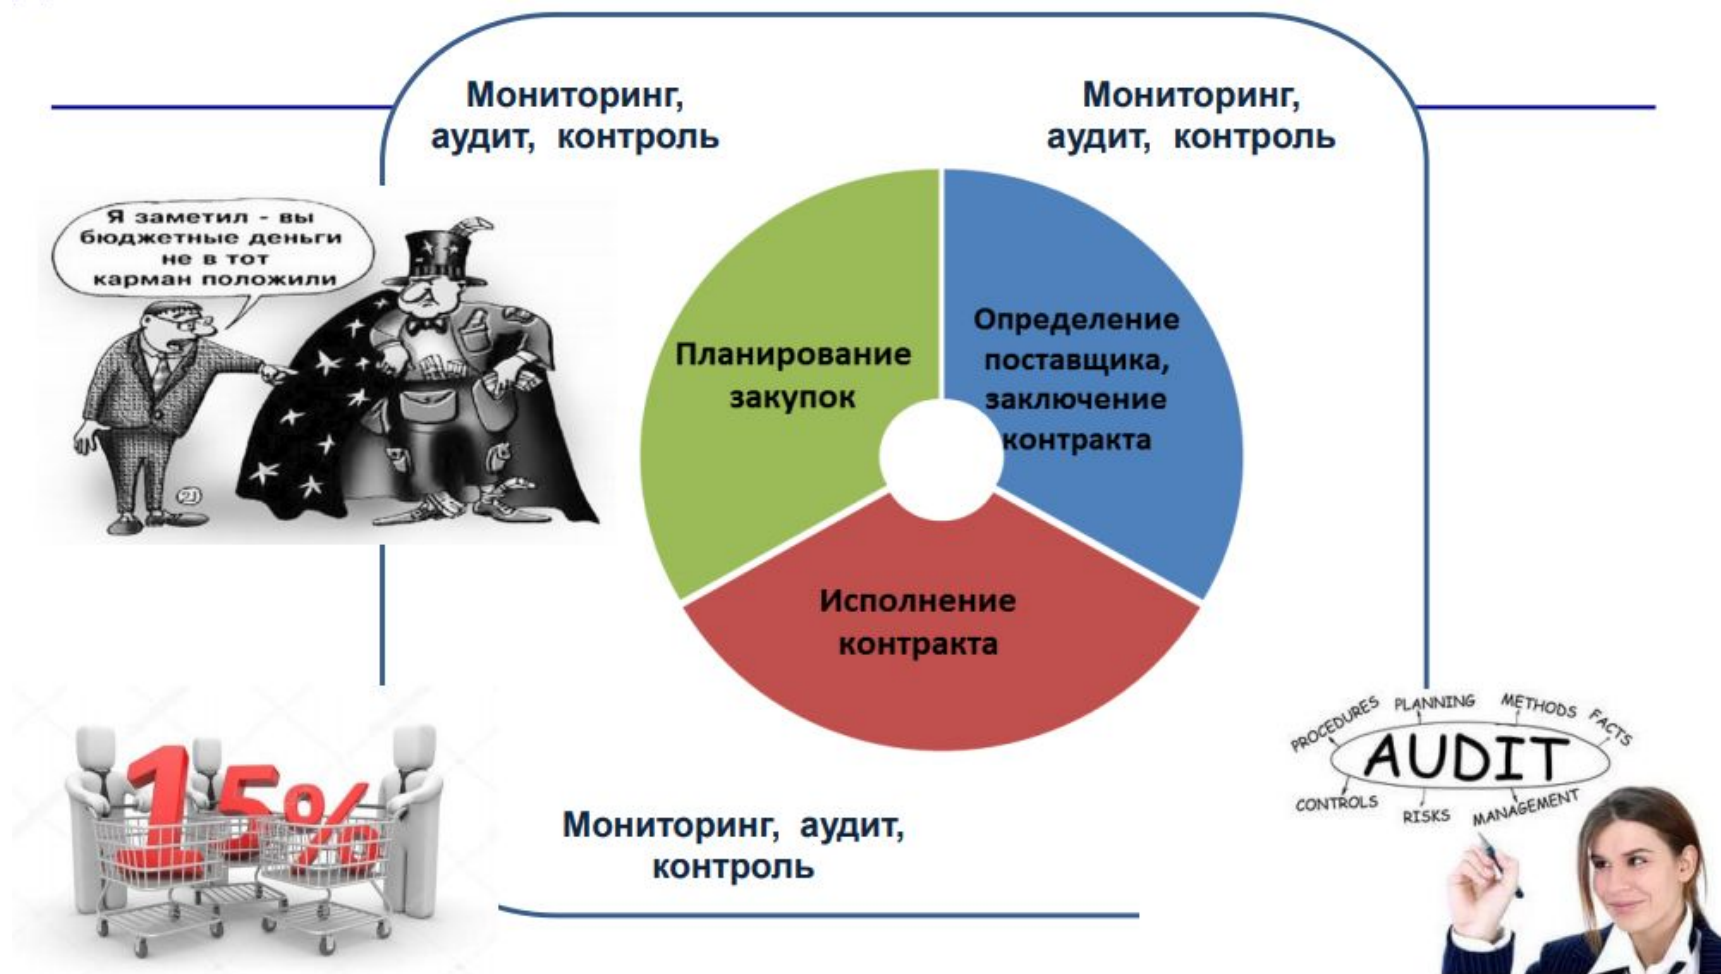 Мониторинг,
аудит, контроль
Мониторинг,
аудит, контроль
Я заметил - вы
бюджетные деньги
не в тот
карман положили
Планирование
закупок
Определение
поставщика,
заключение
контракта
Исполнение
контракта
15%
Мониторинг, аудит,
контроль
PROCEDURES PLANNING METHODS FACTS
AUDIT
CONTROLS RISKS MANAGEMENT